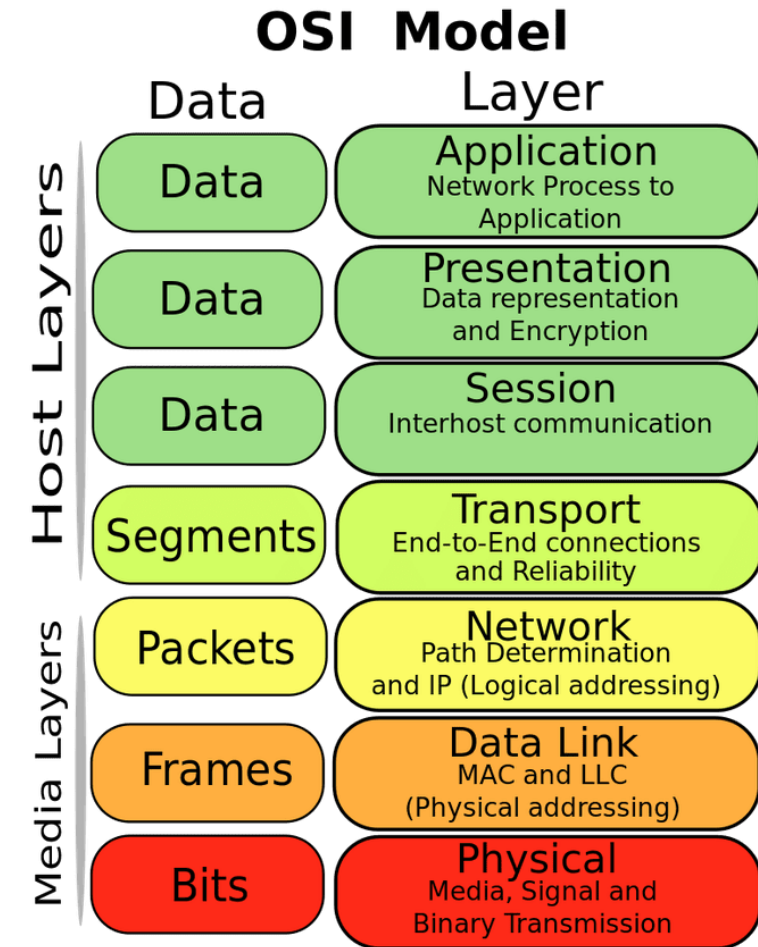 OSI Model
Data
Layer
Host Layers
Data
Application
Network Process to
Application
Data
Presentation
Data representation
and Encryption
Data
Session
Interhost communication
Segments
Transport
End-to-End connections
and Reliability
Media Layers
Packets
Network
Path Determination
and IP (Logical addressing)
Frames
Data Link
MAC and LLC
(Physical addressing)
Bits
Physical
Media, Signal and
Binary Transmission